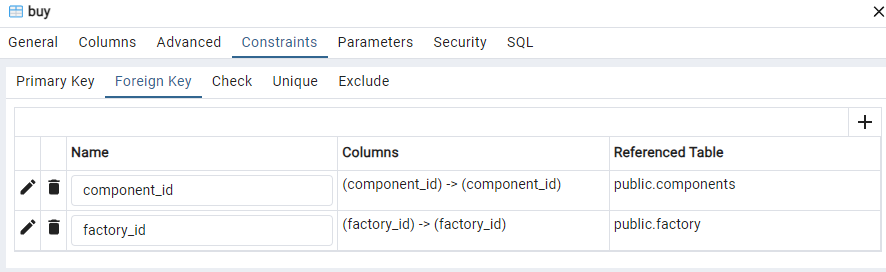 buy
General Columns Advanced Constraints Parameters Security SQL
Primary Key Foreign Key Check Unique Exclude
Name Columns Referenced Table
component_id (component_id) -> (component_id) public.components
factory_id (factory_id) -> (factory_id) public.factory